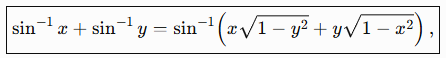 sin⁻¹ x + sin⁻¹ y = sin⁻¹(x√(1 − y²) + y√(1 − x²)) ,